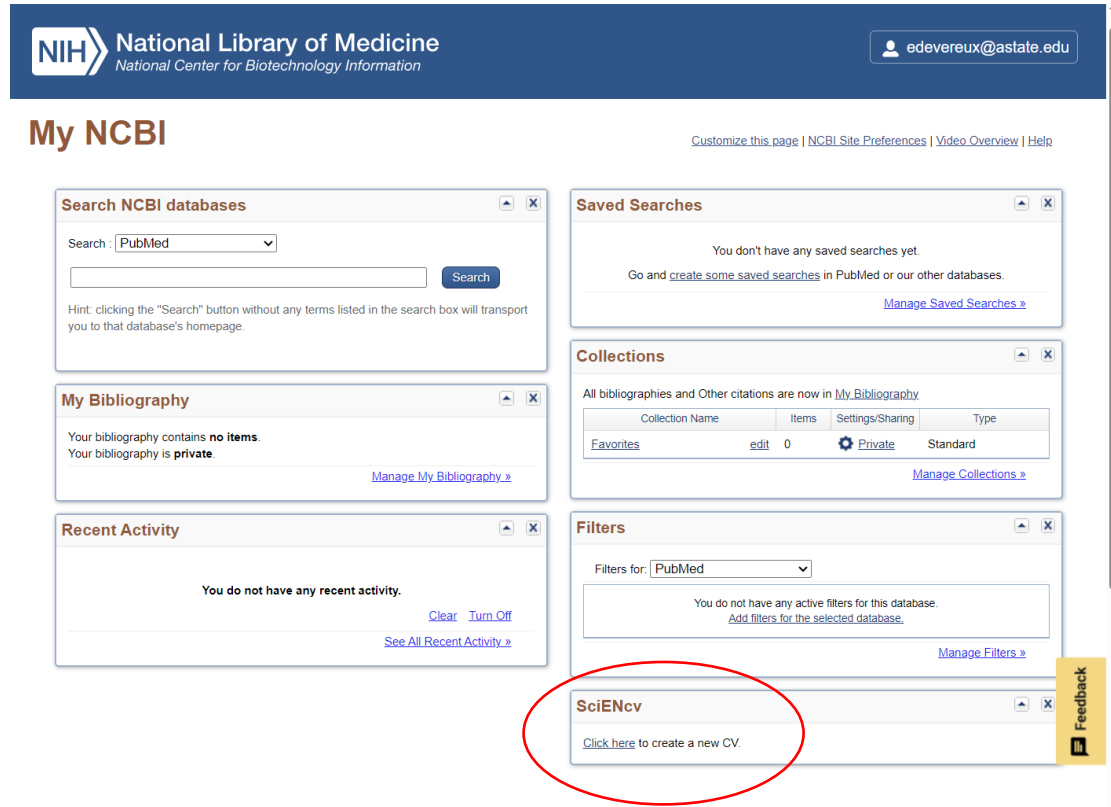 NIH National Library of Medicine
National Center for Biotechnology Information
edevereux@astate.edu
My NCBI
Customize this page | NCBI Site Preferences | Video Overview | Help
Search NCBI databases
Search : PubMed
Search
Hint: clicking the "Search" button without any terms listed in the search box will transport
you to that database's homepage.
My Bibliography
Your bibliography contains no items.
Your bibliography is private.
Manage My Bibliography »
Recent Activity
You do not have any recent activity.
Clear Turn Off
See All Recent Activity »
Saved Searches
You don't have any saved searches yet.
Go and create some saved searches in PubMed or our other databases.
Manage Saved Searches »
Collections
All bibliographies and Other citations are now in My Bibliography
Collection Name Items Settings/Sharing Type
Favorites edit 0 Private Standard
Manage Collections »
Filters
Filters for: PubMed
You do not have any active filters for this database.
Add filters for the selected database.
Manage Filters »
SciENcv
Click here to create a new CV.
Feedback